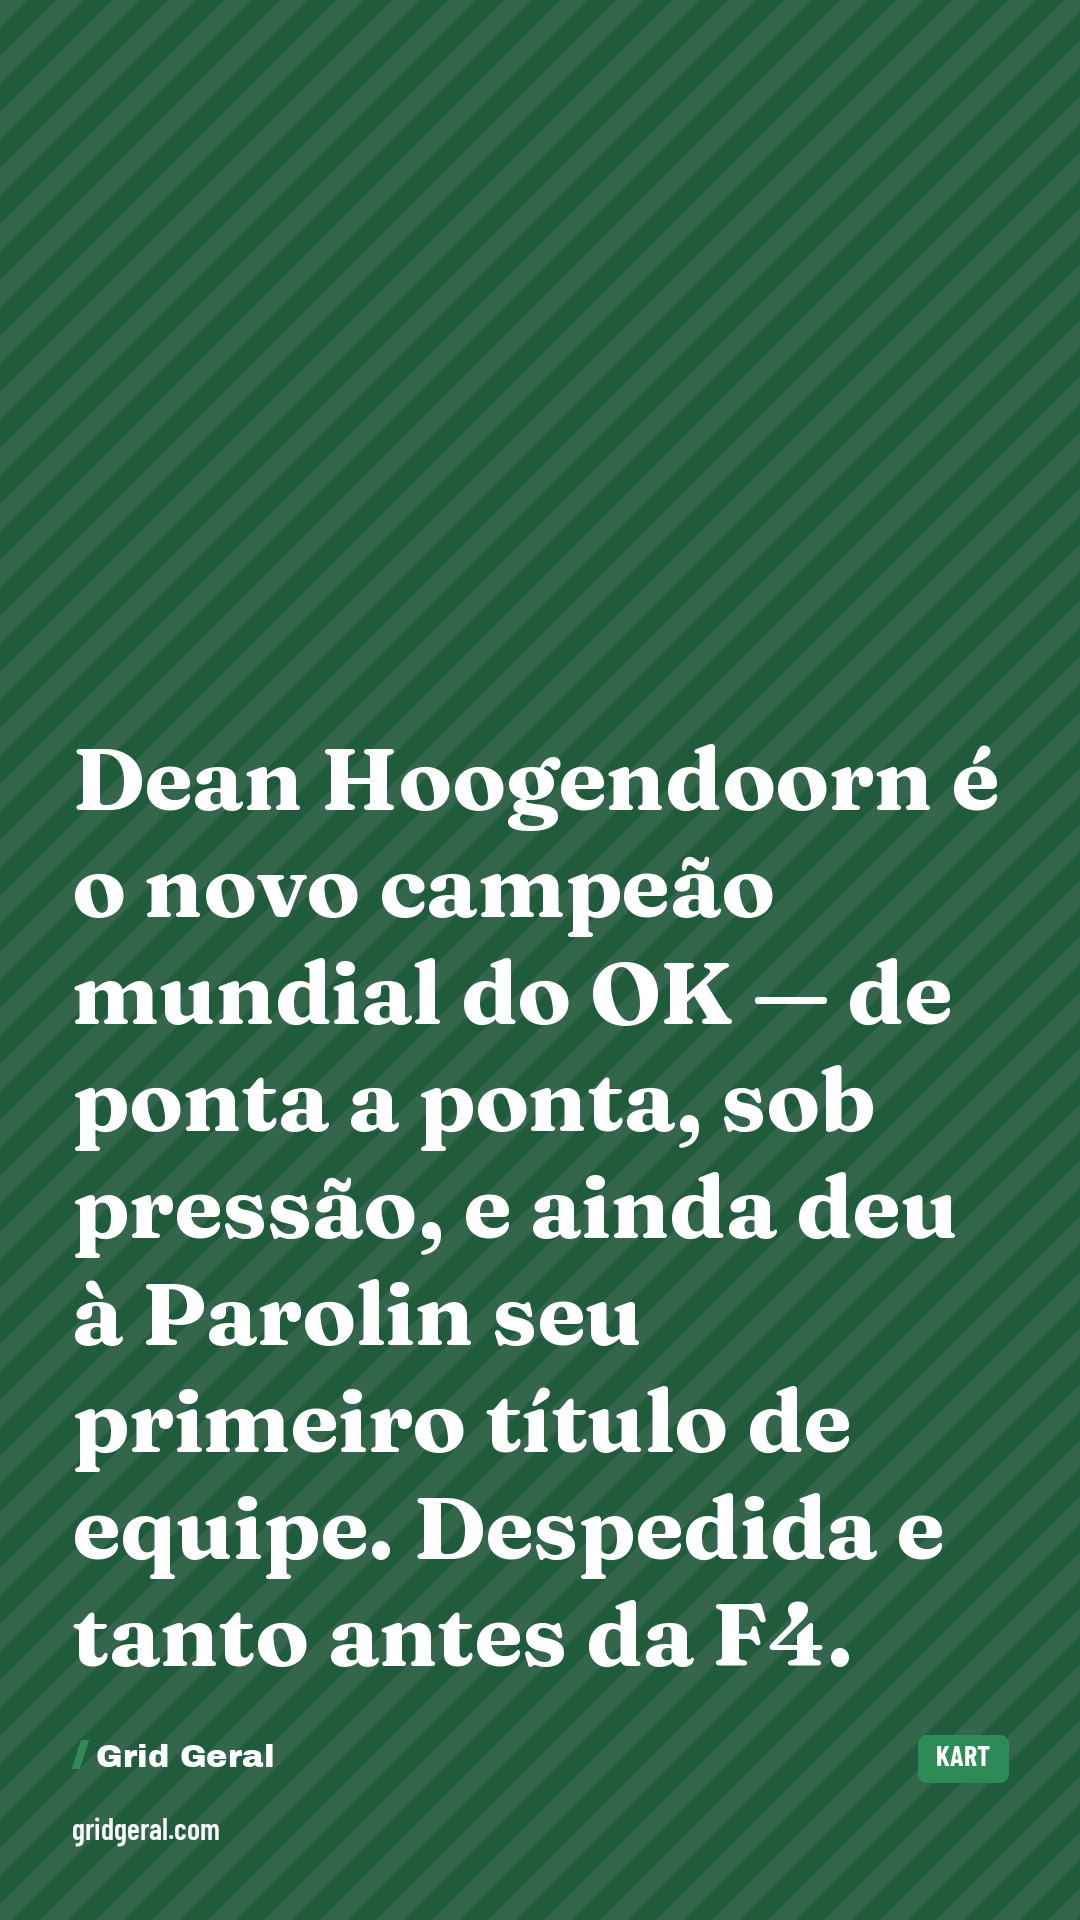 Dean Hoogendoorn é
o novo campeão
mundial do OK — de
ponta a ponta, sob
pressão, e ainda deu
à Parolin seu
primeiro título de
equipe. Despedida e
tanto antes da F4.
/ Grid Geral
KART
gridgeral.com